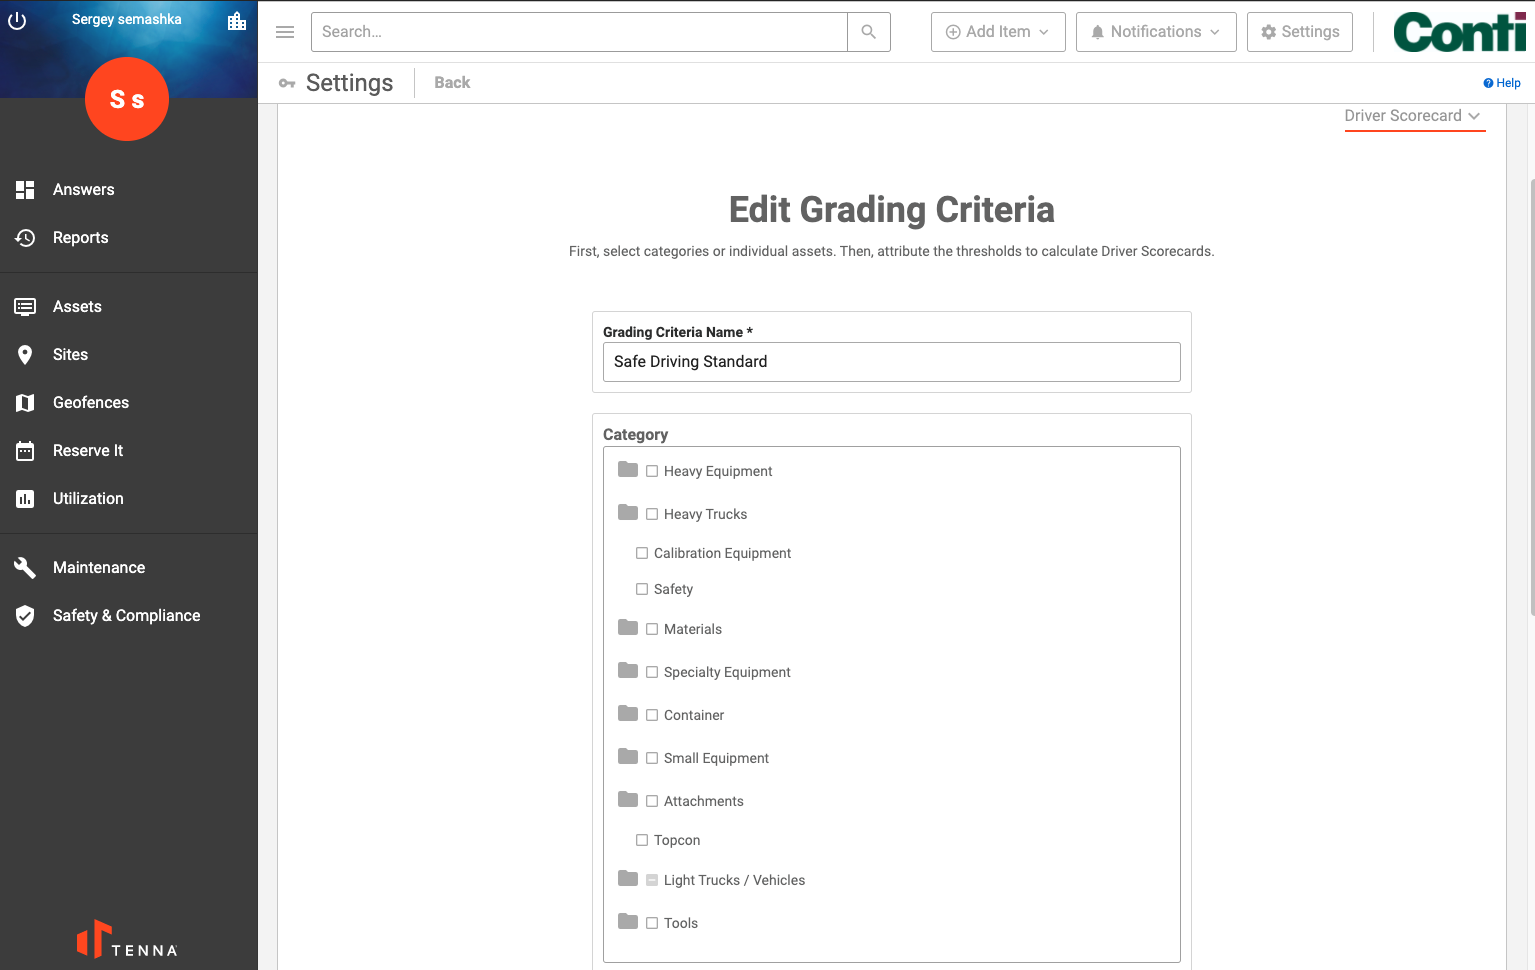 Sergey semashka
Search...
Add Item
Notifications
Settings
Conti
Settings
Back
Help
S s
Driver Scorecard
Answers
Reports
Assets
Sites
Geofences
Reserve It
Utilization
Maintenance
Safety & Compliance
TENNA
Edit Grading Criteria
First, select categories or individual assets. Then, attribute the thresholds to calculate Driver Scorecards.
Grading Criteria Name *
Safe Driving Standard
Category
Heavy Equipment
Heavy Trucks
Calibration Equipment
Safety
Materials
Specialty Equipment
Container
Small Equipment
Attachments
Topcon
Light Trucks / Vehicles
Tools